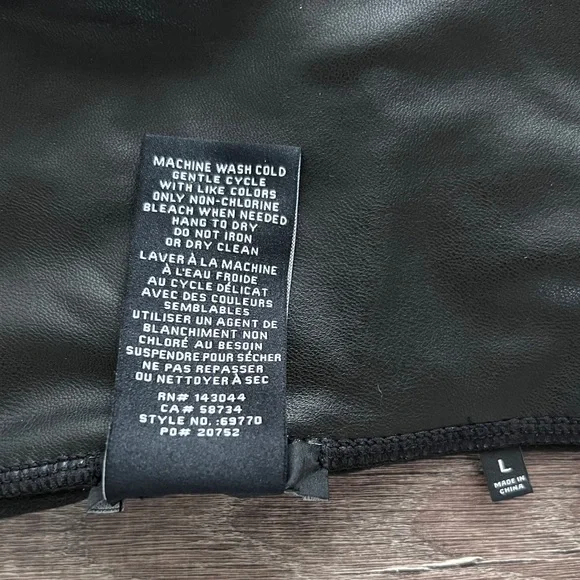 MACHINE WASH COLD
GENTLE CYCLE
WITH LIKE COLORS
ONLY NON-CHLORINE
BLEACH WHEN NEEDED
HANG TO DRY
DO NOT IRON
OR DRY CLEAN
LAVER À LA MACHINE
À L'EAU FROIDE
AU CYCLE DÉLICAT
AVEC DES COULEURS
SEMBLABLES
UTILISER UN AGENT DE
BLANCHIMENT NON
CHLORÉ AU BESOIN
SUSPENDRE POUR SÉCHER
NE PAS REPASSER
OU NETTOYER À SEC
RN# 143044
CA# 58734
STYLE NO. :69770
PO# 20752
L
MADE IN
CHINA